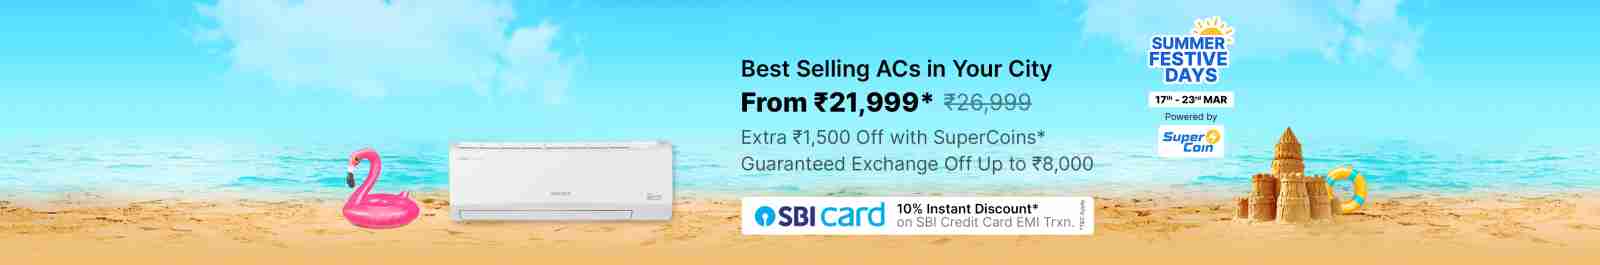 Best Selling ACs in Your City
From ₹21,999* ₹26,999
Extra ₹1,500 Off with SuperCoins*
Guaranteed Exchange Off Up to ₹8,000
SBI card
10% Instant Discount*
on SBI Credit Card EMI Trxn.
*T&C Apply
SUMMER
FESTIVE
DAYS
17th - 23rd MAR
Powered by
Super
Coin